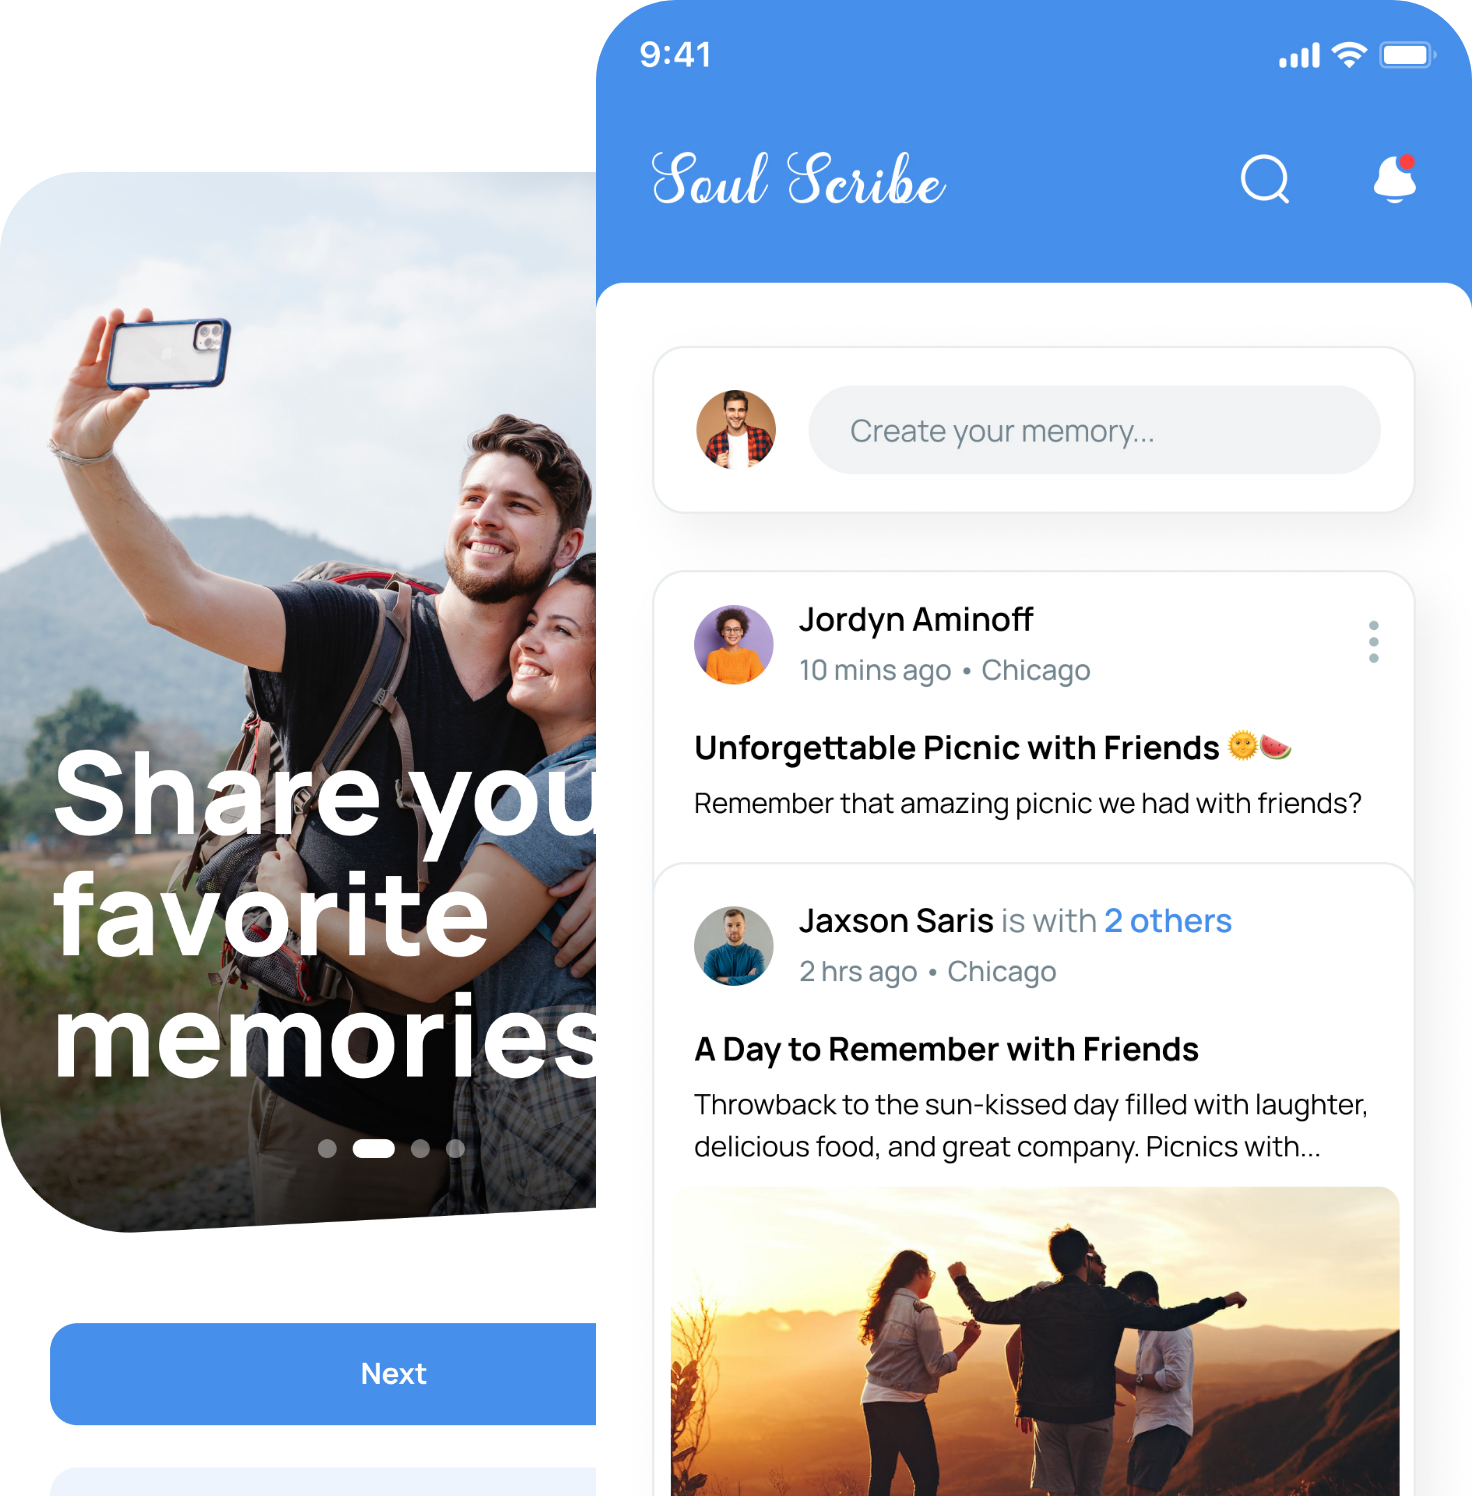 Share you
favorite
memories
Next
9:41
Soul Scribe
Create your memory...
Jordyn Aminoff
10 mins ago • Chicago
Unforgettable Picnic with Friends 🌞🍉
Remember that amazing picnic we had with friends?
Jaxson Saris is with 2 others
2 hrs ago • Chicago
A Day to Remember with Friends
Throwback to the sun-kissed day filled with laughter,
delicious food, and great company. Picnics with...